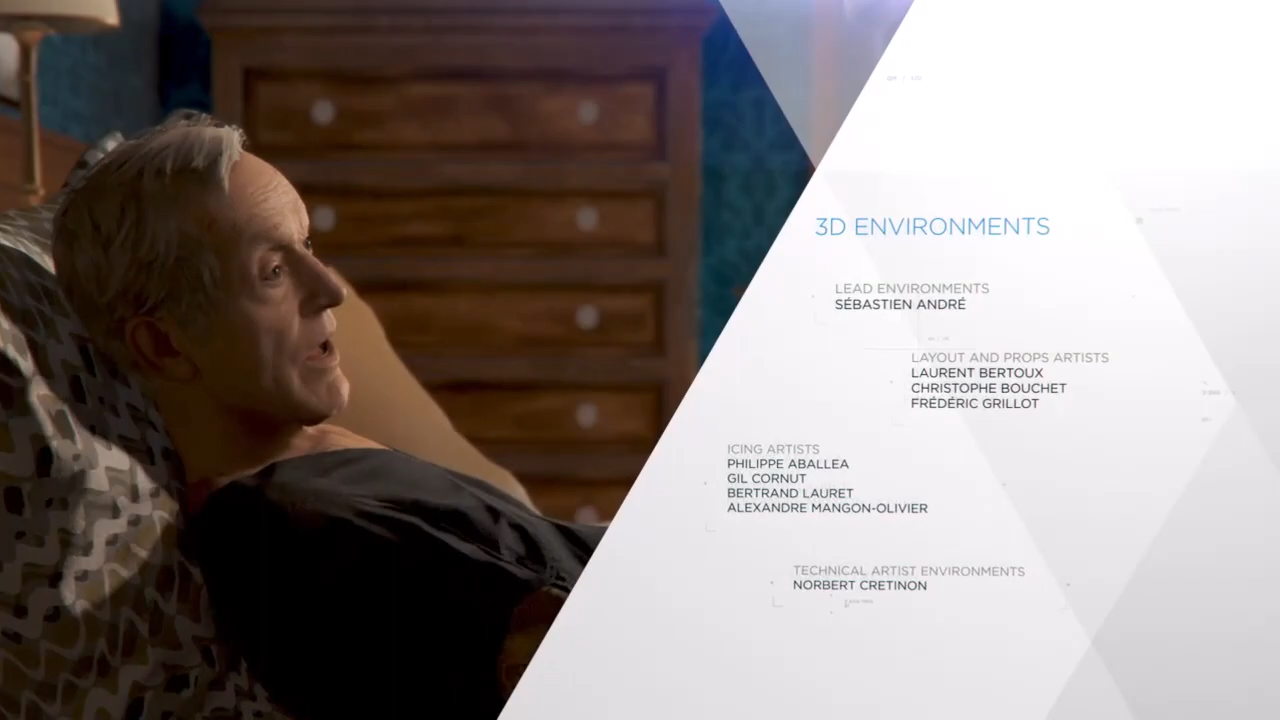 3D ENVIRONMENTS
LEAD ENVIRONMENTS
SÉBASTIEN ANDRÉ
LAYOUT AND PROPS ARTISTS
LAURENT BERTOUX
CHRISTOPHE BOUCHET
FRÉDÉRIC GRILLOT
ICING ARTISTS
PHILIPPE ABALLEA
GIL CORNUT
BERTRAND LAURET
ALEXANDRE MANGON-OLIVIER
TECHNICAL ARTIST ENVIRONMENTS
NORBERT CRETINON